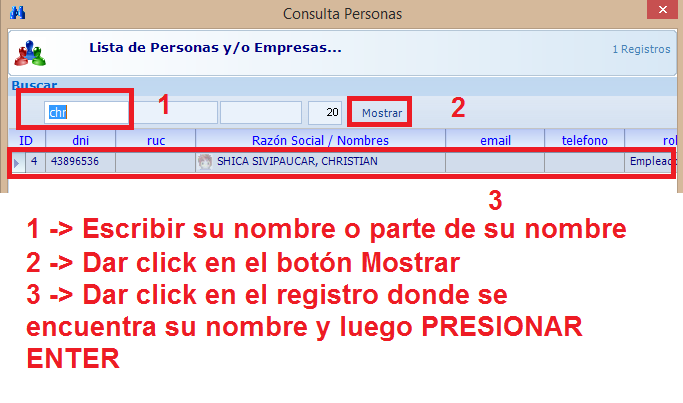 Consulta Personas
Lista de Personas y/o Empresas...
1 Registros
Buscar
chr 1 20 Mostrar 2
ID dni ruc Razón Social / Nombres email telefono rol
4 43896536 SHICA SIVIPAUCAR, CHRISTIAN Empleado
3
1 -> Escribir su nombre o parte de su nombre
2 -> Dar click en el botón Mostrar
3 -> Dar click en el registro donde se
encuentra su nombre y luego PRESIONAR
ENTER